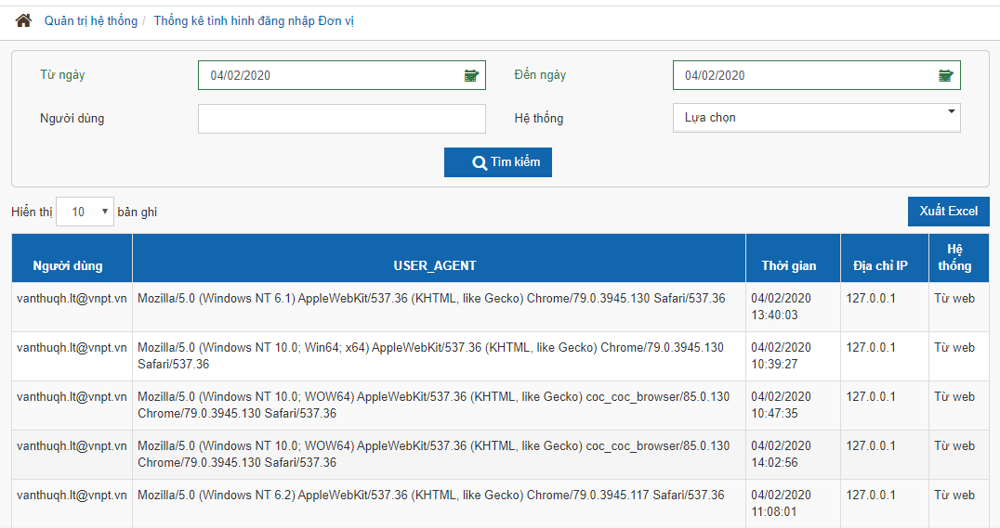 Quản trị hệ thống / Thống kê tình hình đăng nhập Đơn vị
Từ ngày 04/02/2020 Đến ngày 04/02/2020
Người dùng Hệ thống Lựa chọn
Tìm kiếm
Hiển thị 10 bản ghi Xuất Excel
Người dùng USER_AGENT Thời gian Địa chỉ IP Hệ thống
vanthuqh.lt@vnpt.vn Mozilla/5.0 (Windows NT 6.1) AppleWebKit/537.36 (KHTML, like Gecko) Chrome/79.0.3945.130 Safari/537.36 04/02/2020 127.0.0.1 Từ web
13:40:03
vanthuqh.lt@vnpt.vn Mozilla/5.0 (Windows NT 10.0; Win64; x64) AppleWebKit/537.36 (KHTML, like Gecko) Chrome/79.0.3945.130 04/02/2020 127.0.0.1 Từ web
Safari/537.36 10:39:27
vanthuqh.lt@vnpt.vn Mozilla/5.0 (Windows NT 10.0; WOW64) AppleWebKit/537.36 (KHTML, like Gecko) coc_coc_browser/85.0.130 04/02/2020 127.0.0.1 Từ web
Chrome/79.0.3945.130 Safari/537.36 10:47:35
vanthuqh.lt@vnpt.vn Mozilla/5.0 (Windows NT 10.0; WOW64) AppleWebKit/537.36 (KHTML, like Gecko) coc_coc_browser/85.0.130 04/02/2020 127.0.0.1 Từ web
Chrome/79.0.3945.130 Safari/537.36 14:02:56
vanthuqh.lt@vnpt.vn Mozilla/5.0 (Windows NT 6.2) AppleWebKit/537.36 (KHTML, like Gecko) Chrome/79.0.3945.117 Safari/537.36 04/02/2020 127.0.0.1 Từ web
11:08:01